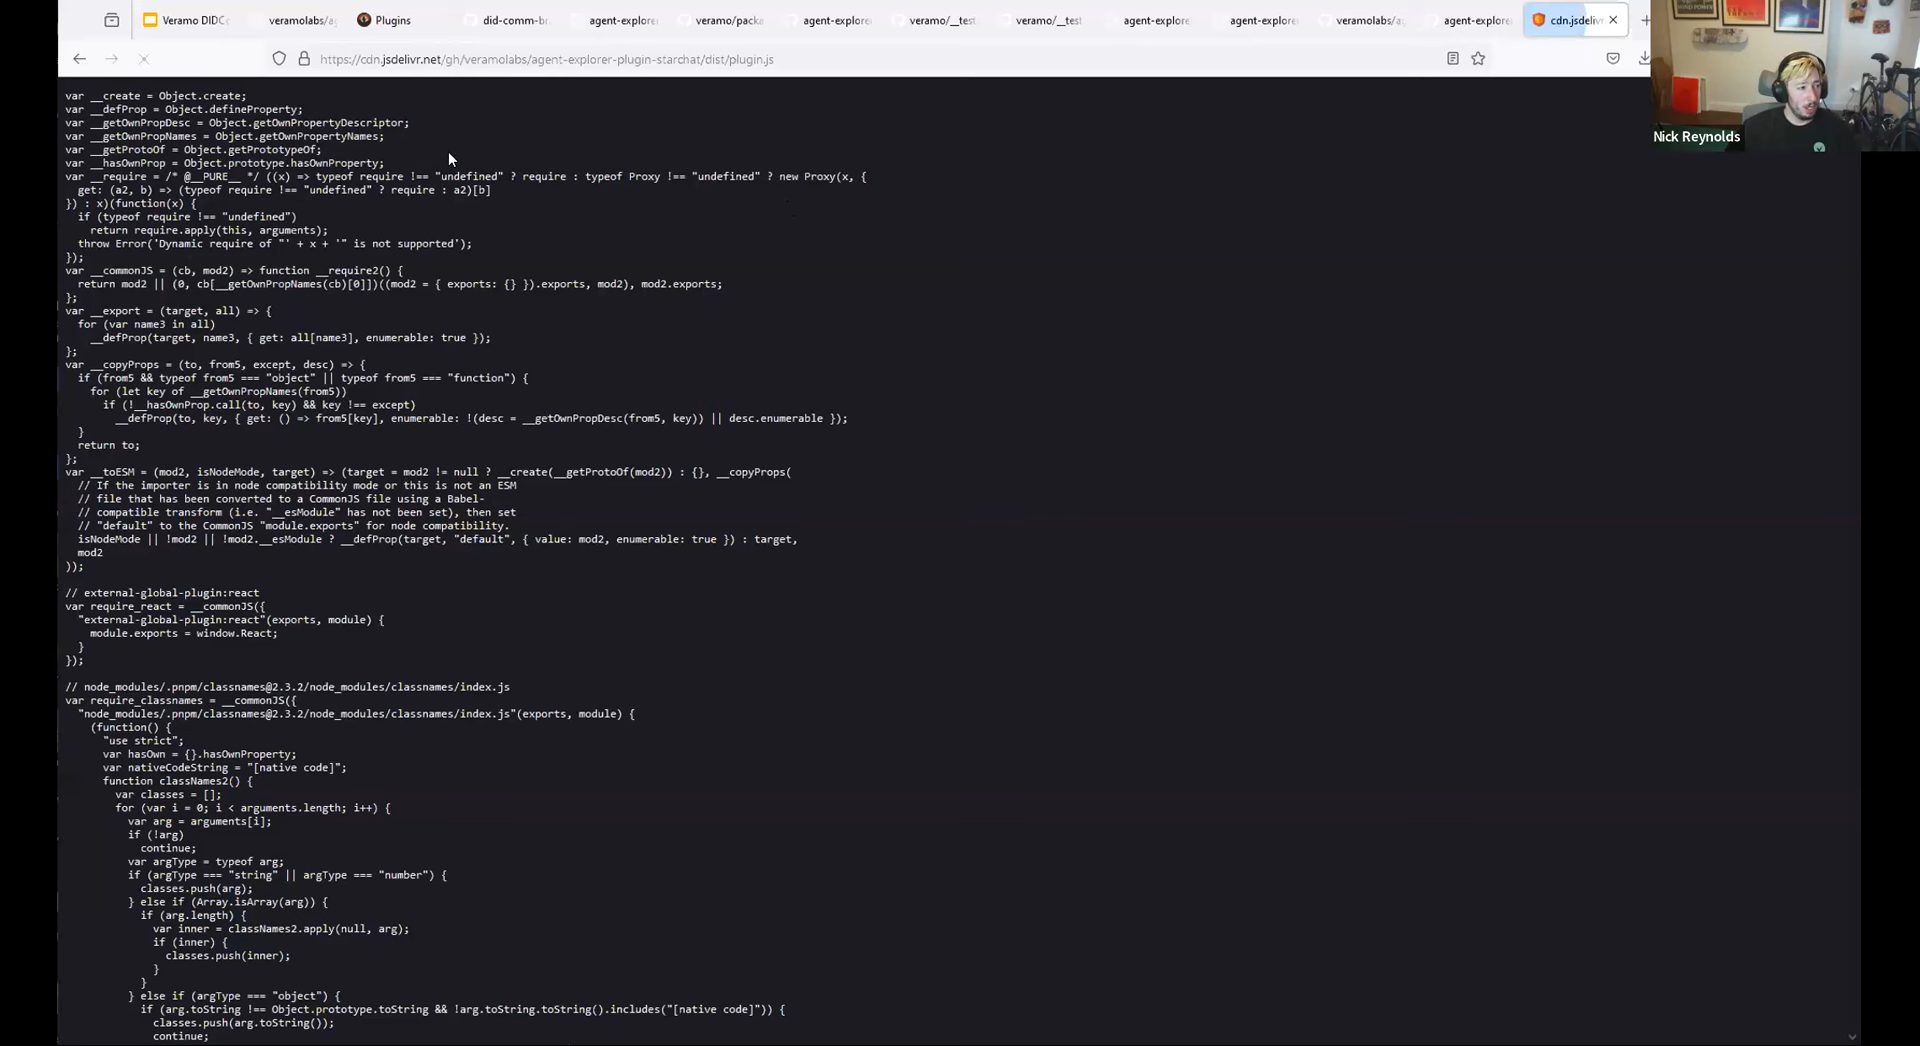 Veramo DIDCo
veramolabs/ag
Plugins
did-comm-br
agent-explorer
veramo/packa
agent-explore
veramo/__test
veramo/__test
agent-explore
agent-explorer
veramolabs/ag
agent-explore
cdn.jsdelivr
https://cdn.jsdelivr.net/gh/veramolabs/agent-explorer-plugin-starchat/dist/plugin.js
Nick Reynolds
var __create = Object.create;
var __defProp = Object.defineProperty;
var __getOwnPropDesc = Object.getOwnPropertyDescriptor;
var __getOwnPropNames = Object.getOwnPropertyNames;
var __getProtoOf = Object.getPrototypeOf;
var __hasOwnProp = Object.prototype.hasOwnProperty;
var __require = /* @__PURE__ */ ((x) => typeof require !== "undefined" ? require : typeof Proxy !== "undefined" ? new Proxy(x, {
get: (a2, b) => (typeof require !== "undefined" ? require : a2)[b]
}) : x)(function(x) {
if (typeof require !== "undefined")
return require.apply(this, arguments);
throw Error('Dynamic require of "' + x + '" is not supported');
});
var __commonJS = (cb, mod2) => function __require2() {
return mod2 || (0, cb[__getOwnPropNames(cb)[0]])((mod2 = { exports: {} }).exports, mod2), mod2.exports;
};
var __export = (target, all) => {
for (var name3 in all)
__defProp(target, name3, { get: all[name3], enumerable: true });
};
var __copyProps = (to, from5, except, desc) => {
if (from5 && typeof from5 === "object" || typeof from5 === "function") {
for (let key of __getOwnPropNames(from5))
if (!__hasOwnProp.call(to, key) && key !== except)
__defProp(to, key, { get: () => from5[key], enumerable: !(desc = __getOwnPropDesc(from5, key)) || desc.enumerable });
}
return to;
};
var __toESM = (mod2, isNodeMode, target) => (target = mod2 != null ? __create(__getProtoOf(mod2)) : {}, __copyProps(
// If the importer is in node compatibility mode or this is not an ESM
// file that has been converted to a CommonJS file using a Babel-
// compatible transform (i.e. "__esModule" has not been set), then set
// "default" to the CommonJS "module.exports" for node compatibility.
isNodeMode || !mod2 || !mod2.__esModule ? __defProp(target, "default", { value: mod2, enumerable: true }) : target,
mod2
));
// external-global-plugin:react
var require_react = __commonJS({
"external-global-plugin:react"(exports, module) {
module.exports = window.React;
}
});
// node_modules/.pnpm/classnames@2.3.2/node_modules/classnames/index.js
var require_classnames = __commonJS({
"node_modules/.pnpm/classnames@2.3.2/node_modules/classnames/index.js"(exports, module) {
(function() {
"use strict";
var hasOwn = {}.hasOwnProperty;
var nativeCodeString = "[native code]";
function classNames2() {
var classes = [];
for (var i = 0; i < arguments.length; i++) {
var arg = arguments[i];
if (!arg)
continue;
var argType = typeof arg;
if (argType === "string" || argType === "number") {
classes.push(arg);
} else if (Array.isArray(arg)) {
if (arg.length) {
var inner = classNames2.apply(null, arg);
if (inner) {
classes.push(inner);
}
}
} else if (argType === "object") {
if (arg.toString !== Object.prototype.toString && !arg.toString.toString().includes("[native code]")) {
classes.push(arg.toString());
continue;